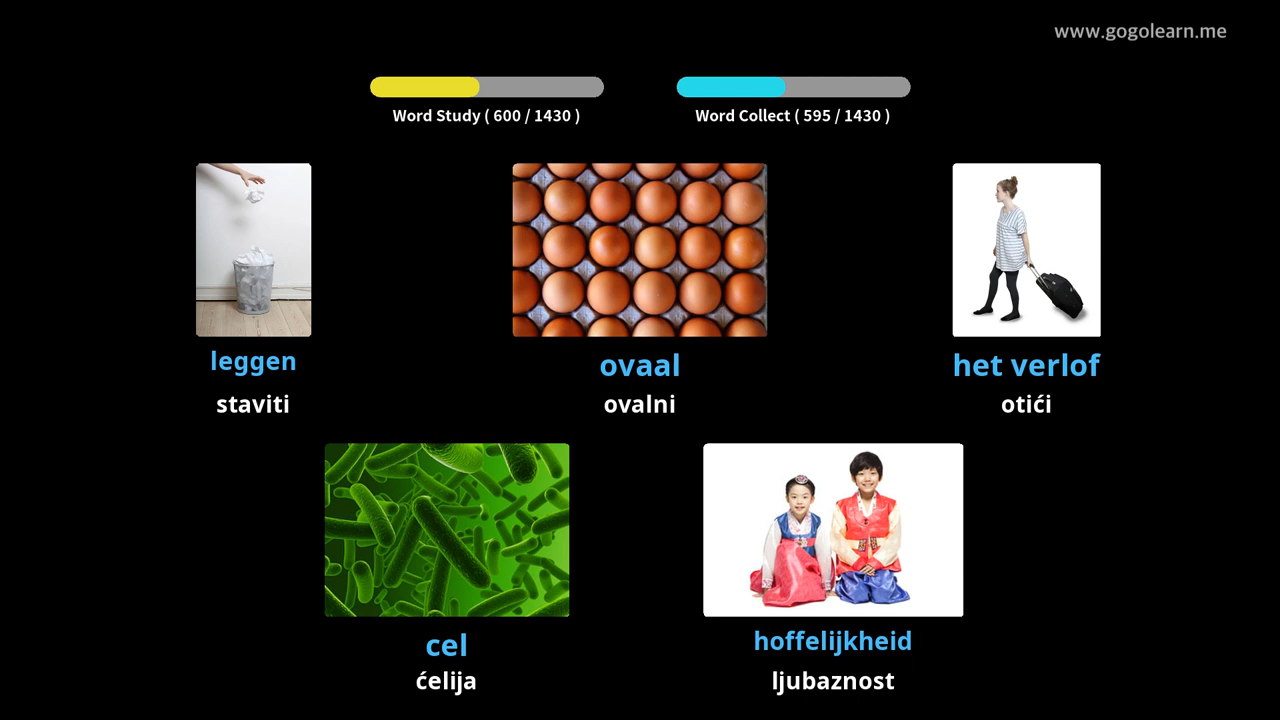 www.gogolearn.me
Word Study ( 600 / 1430 )
Word Collect ( 595 / 1430 )
leggen
staviti
ovaal
ovalni
het verlof
otići
cel
ćelija
hoffelijkheid
ljubaznost